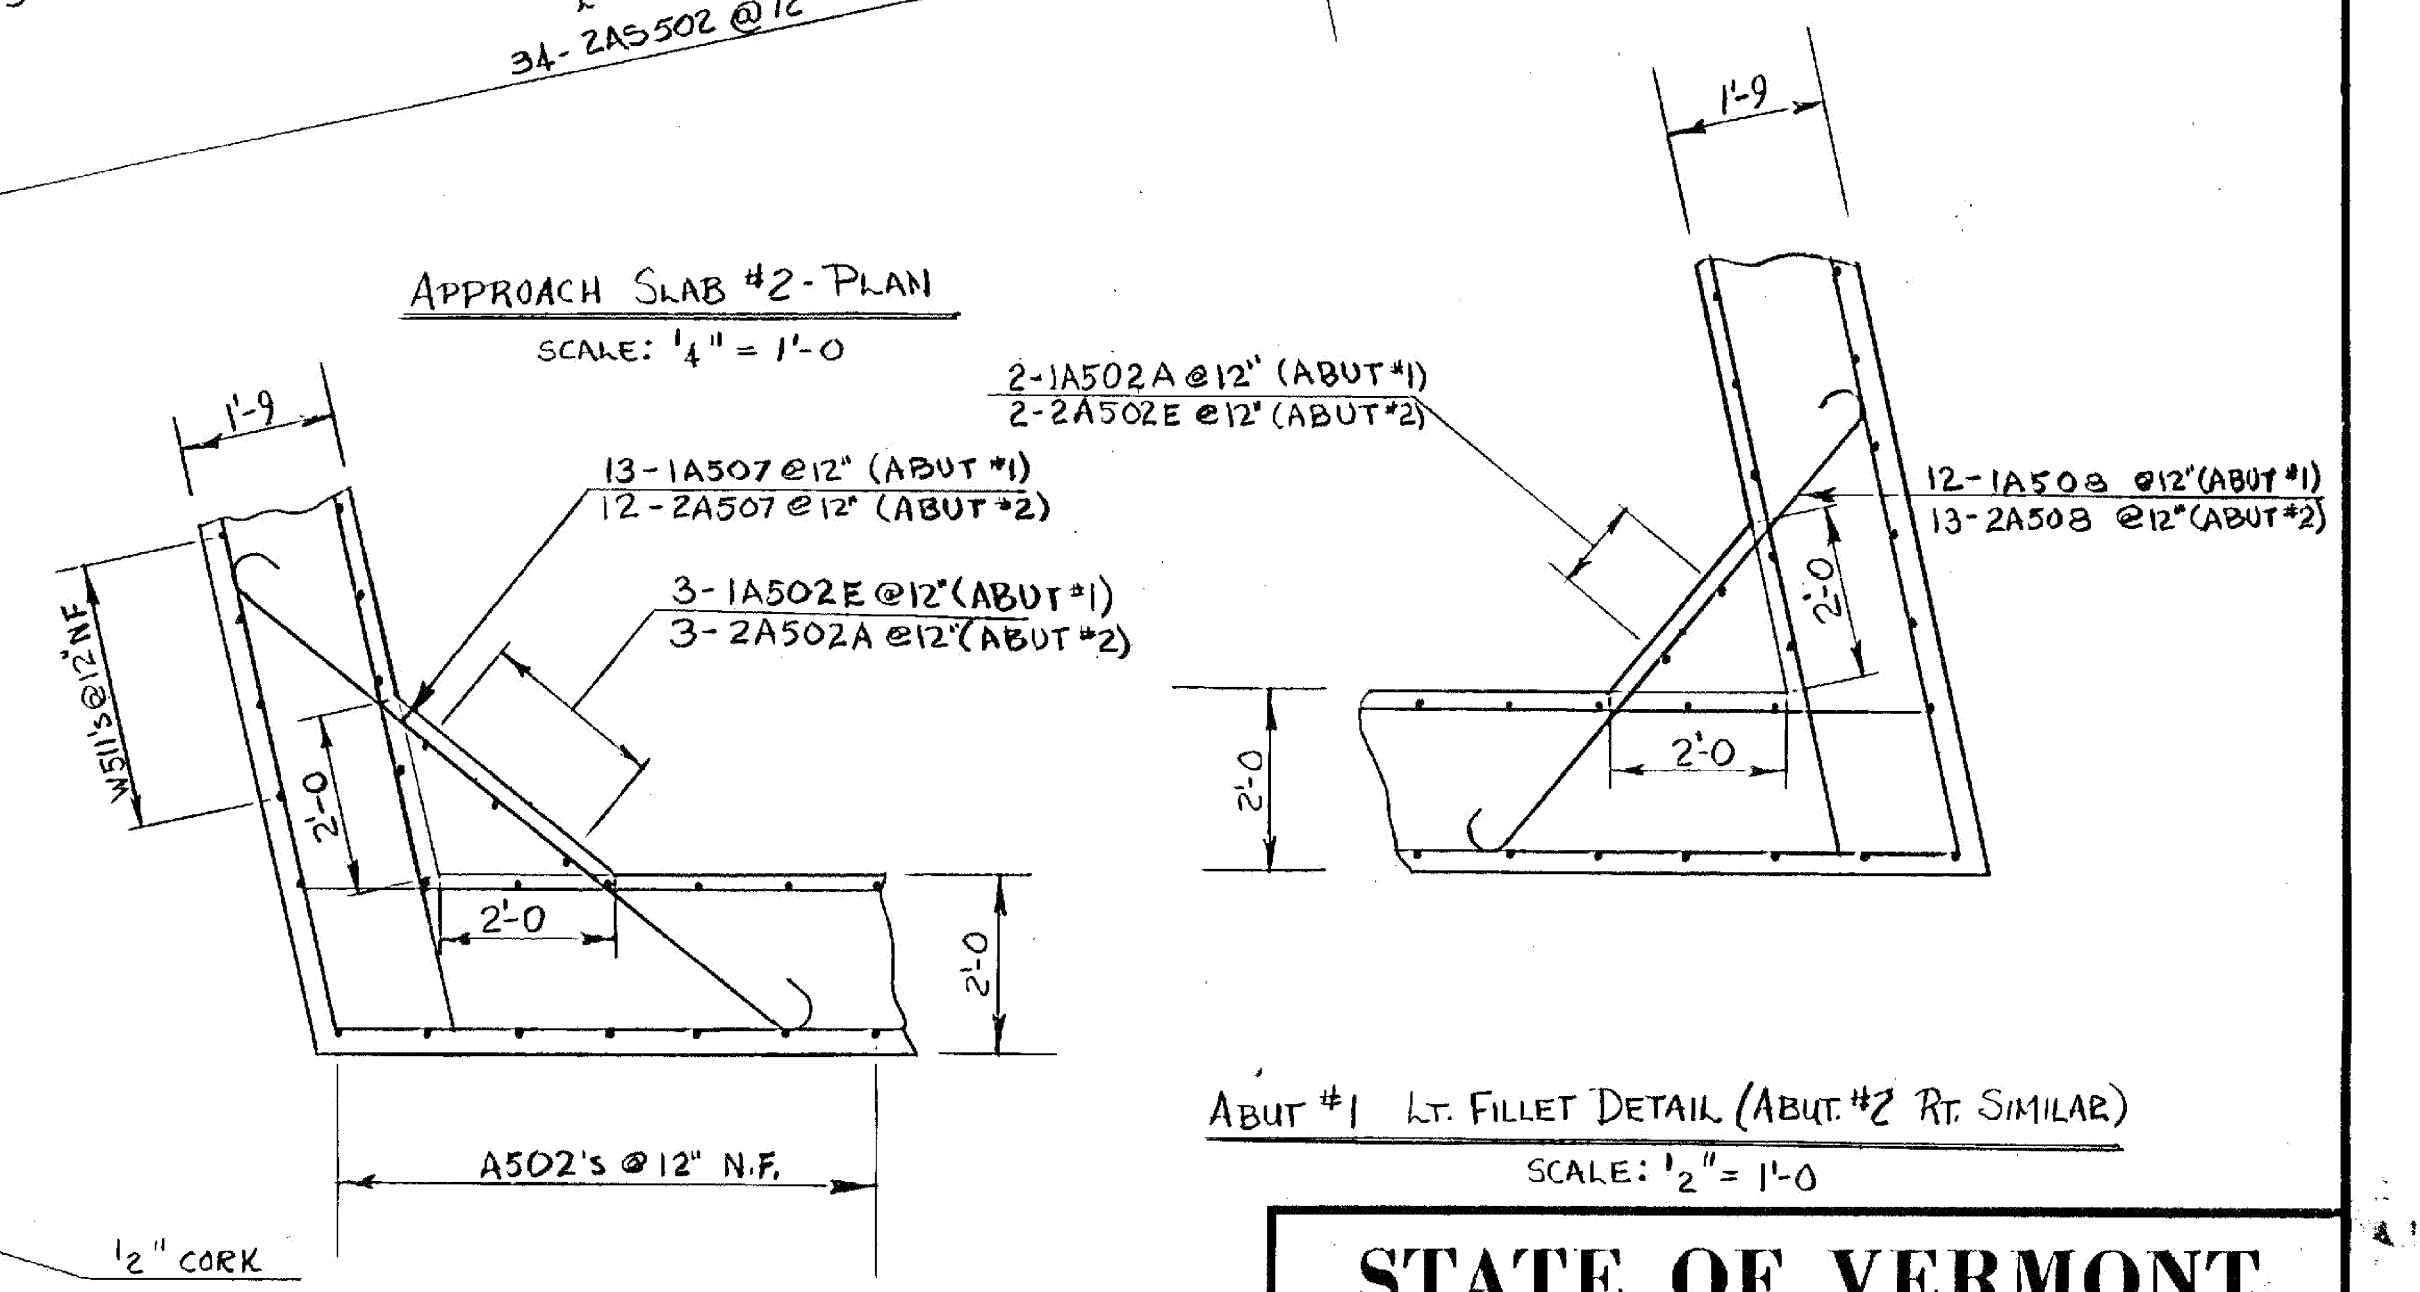 34-2AS502 @ 12
APPROACH SLAB #2-PLAN
SCALE: 1/4" = 1'-0
1'-9
13-1A507 @12" (ABUT #1)
12-2A507 @12" (ABUT #2)
3-1A502E @12" (ABUT #1)
3-2A502A @12" (ABUT #2)
W511's @12" NF
2'-0
2'-0
2'-0
A502's @ 12" N.F.
1/2" CORK
1'-9
2-1A502A @12" (ABUT #1)
2-2A502E @12" (ABUT #2)
12-1A508 @12" (ABUT #1)
13-2A508 @12" (ABUT #2)
2'-0
2'-0
2'-0
ABUT #1 LT. FILLET DETAIL (ABUT. #2 RT. SIMILAR)
SCALE: 1/2" = 1'-0
STATE OF VERMONT